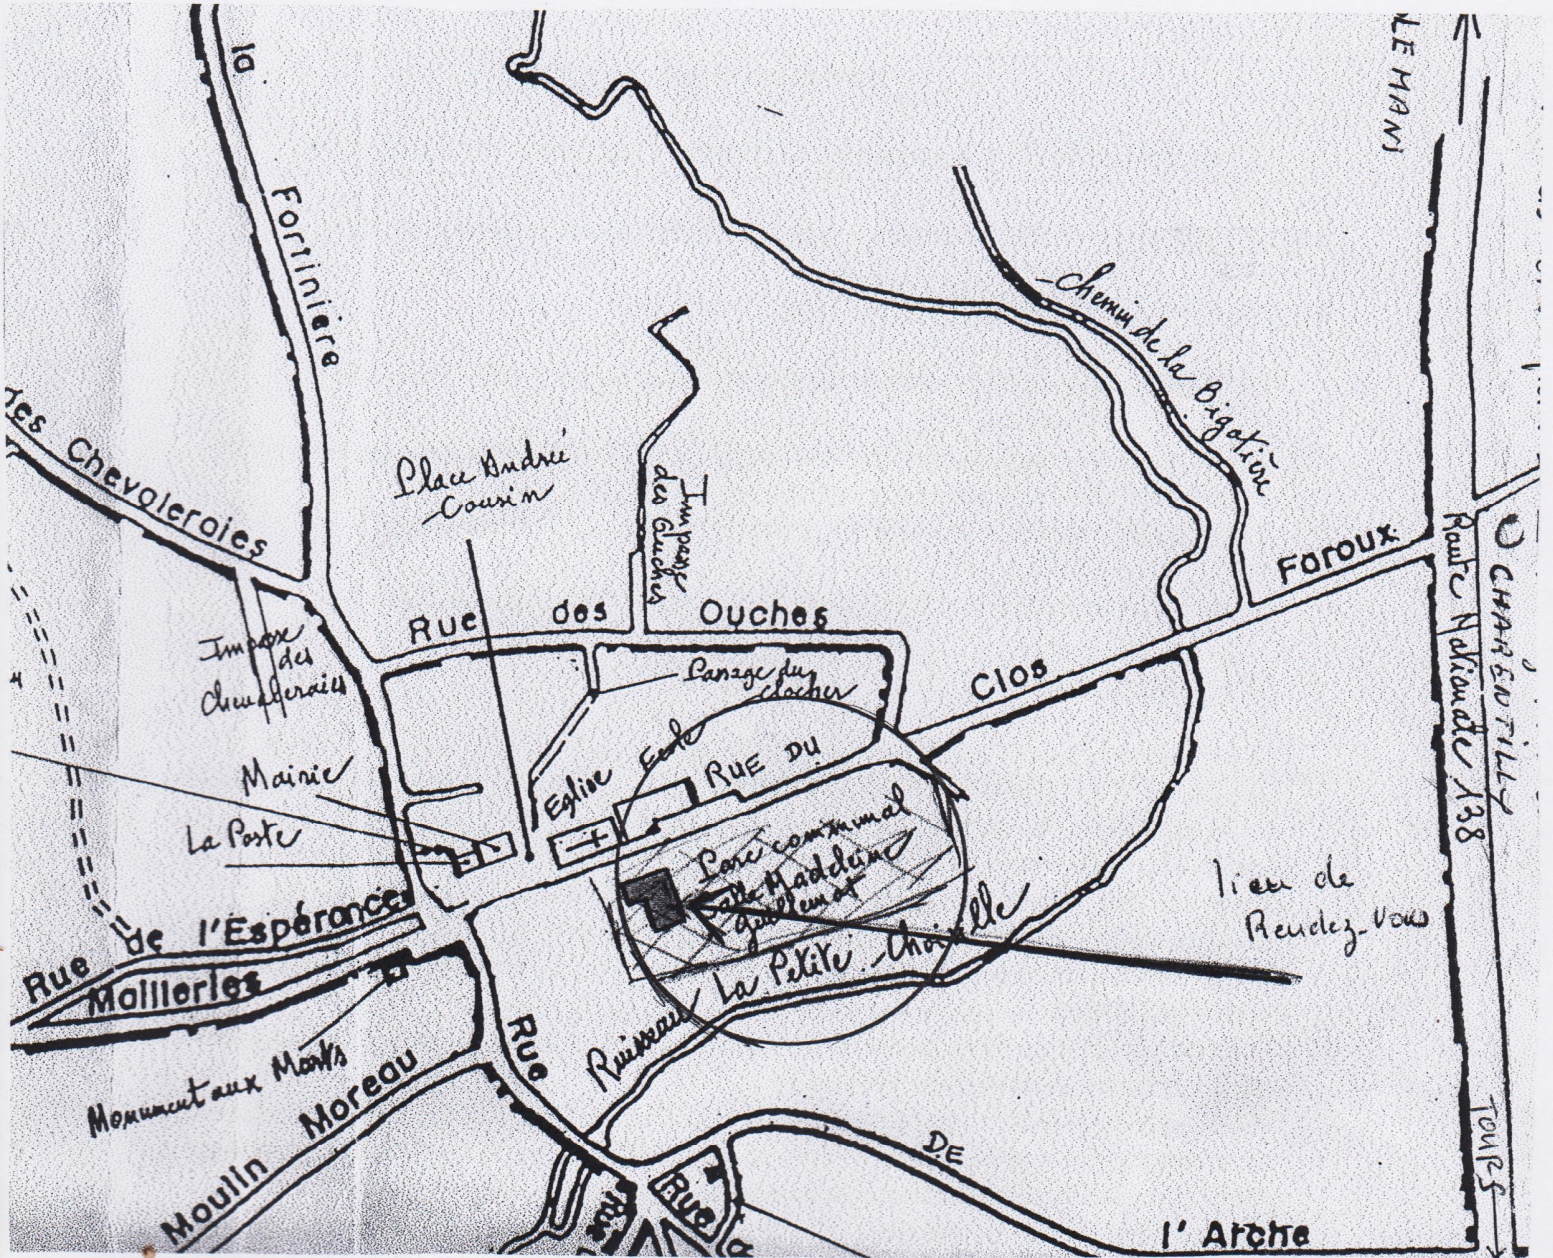 LE MANS
la
Fortinière
Chemin de la Bigotière
des Chevaleraies
Place André
Cousin
Impasse
des Ouches
Faroux
Route Nationale 138
CHARENTILLY
Rue des Ouches
Impasse
des
Chevaleraies
Passage du
Clocher
Clos
Mairie
Eglise
Ecole
RUE DU
La Poste
Parc communal
Madeleine
Guillemot
lieu de
Rendez-Vous
Rue de l'Espérance
Mailleries
Ruisseau La Petite Choisille
Rue
Monument aux Morts
Moulin Moreau
TOURS
DE
Rue
Rue
l'Arche